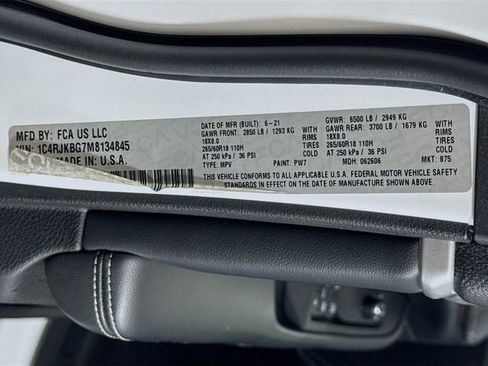 MFD BY: FCA US LLC
VIN: 1C4RJKBG7M8134845
MADE IN: U.S.A.
DATE OF MFR (BUILT): 6-21 GVWR: 6500 LB / 2949 KG
GAWR FRONT: 2850 LB / 1293 KG GAWR REAR: 3700 LB / 1679 KG
WITH TIRES 18X8.0 RIMS WITH TIRES 18X8.0 RIMS
265/60R18 110H 265/60R18 110H
AT 250 kPa / 36 PSI COLD AT 250 kPa / 36 PSI COLD
TYPE: MPV PAINT: PW7 MDH: 062606 MKT: 875
THIS VEHICLE CONFORMS TO ALL APPLICABLE U.S.A. FEDERAL MOTOR VEHICLE SAFETY
STANDARDS IN EFFECT ON THE DATE OF MANUFACTURE SHOWN ABOVE.